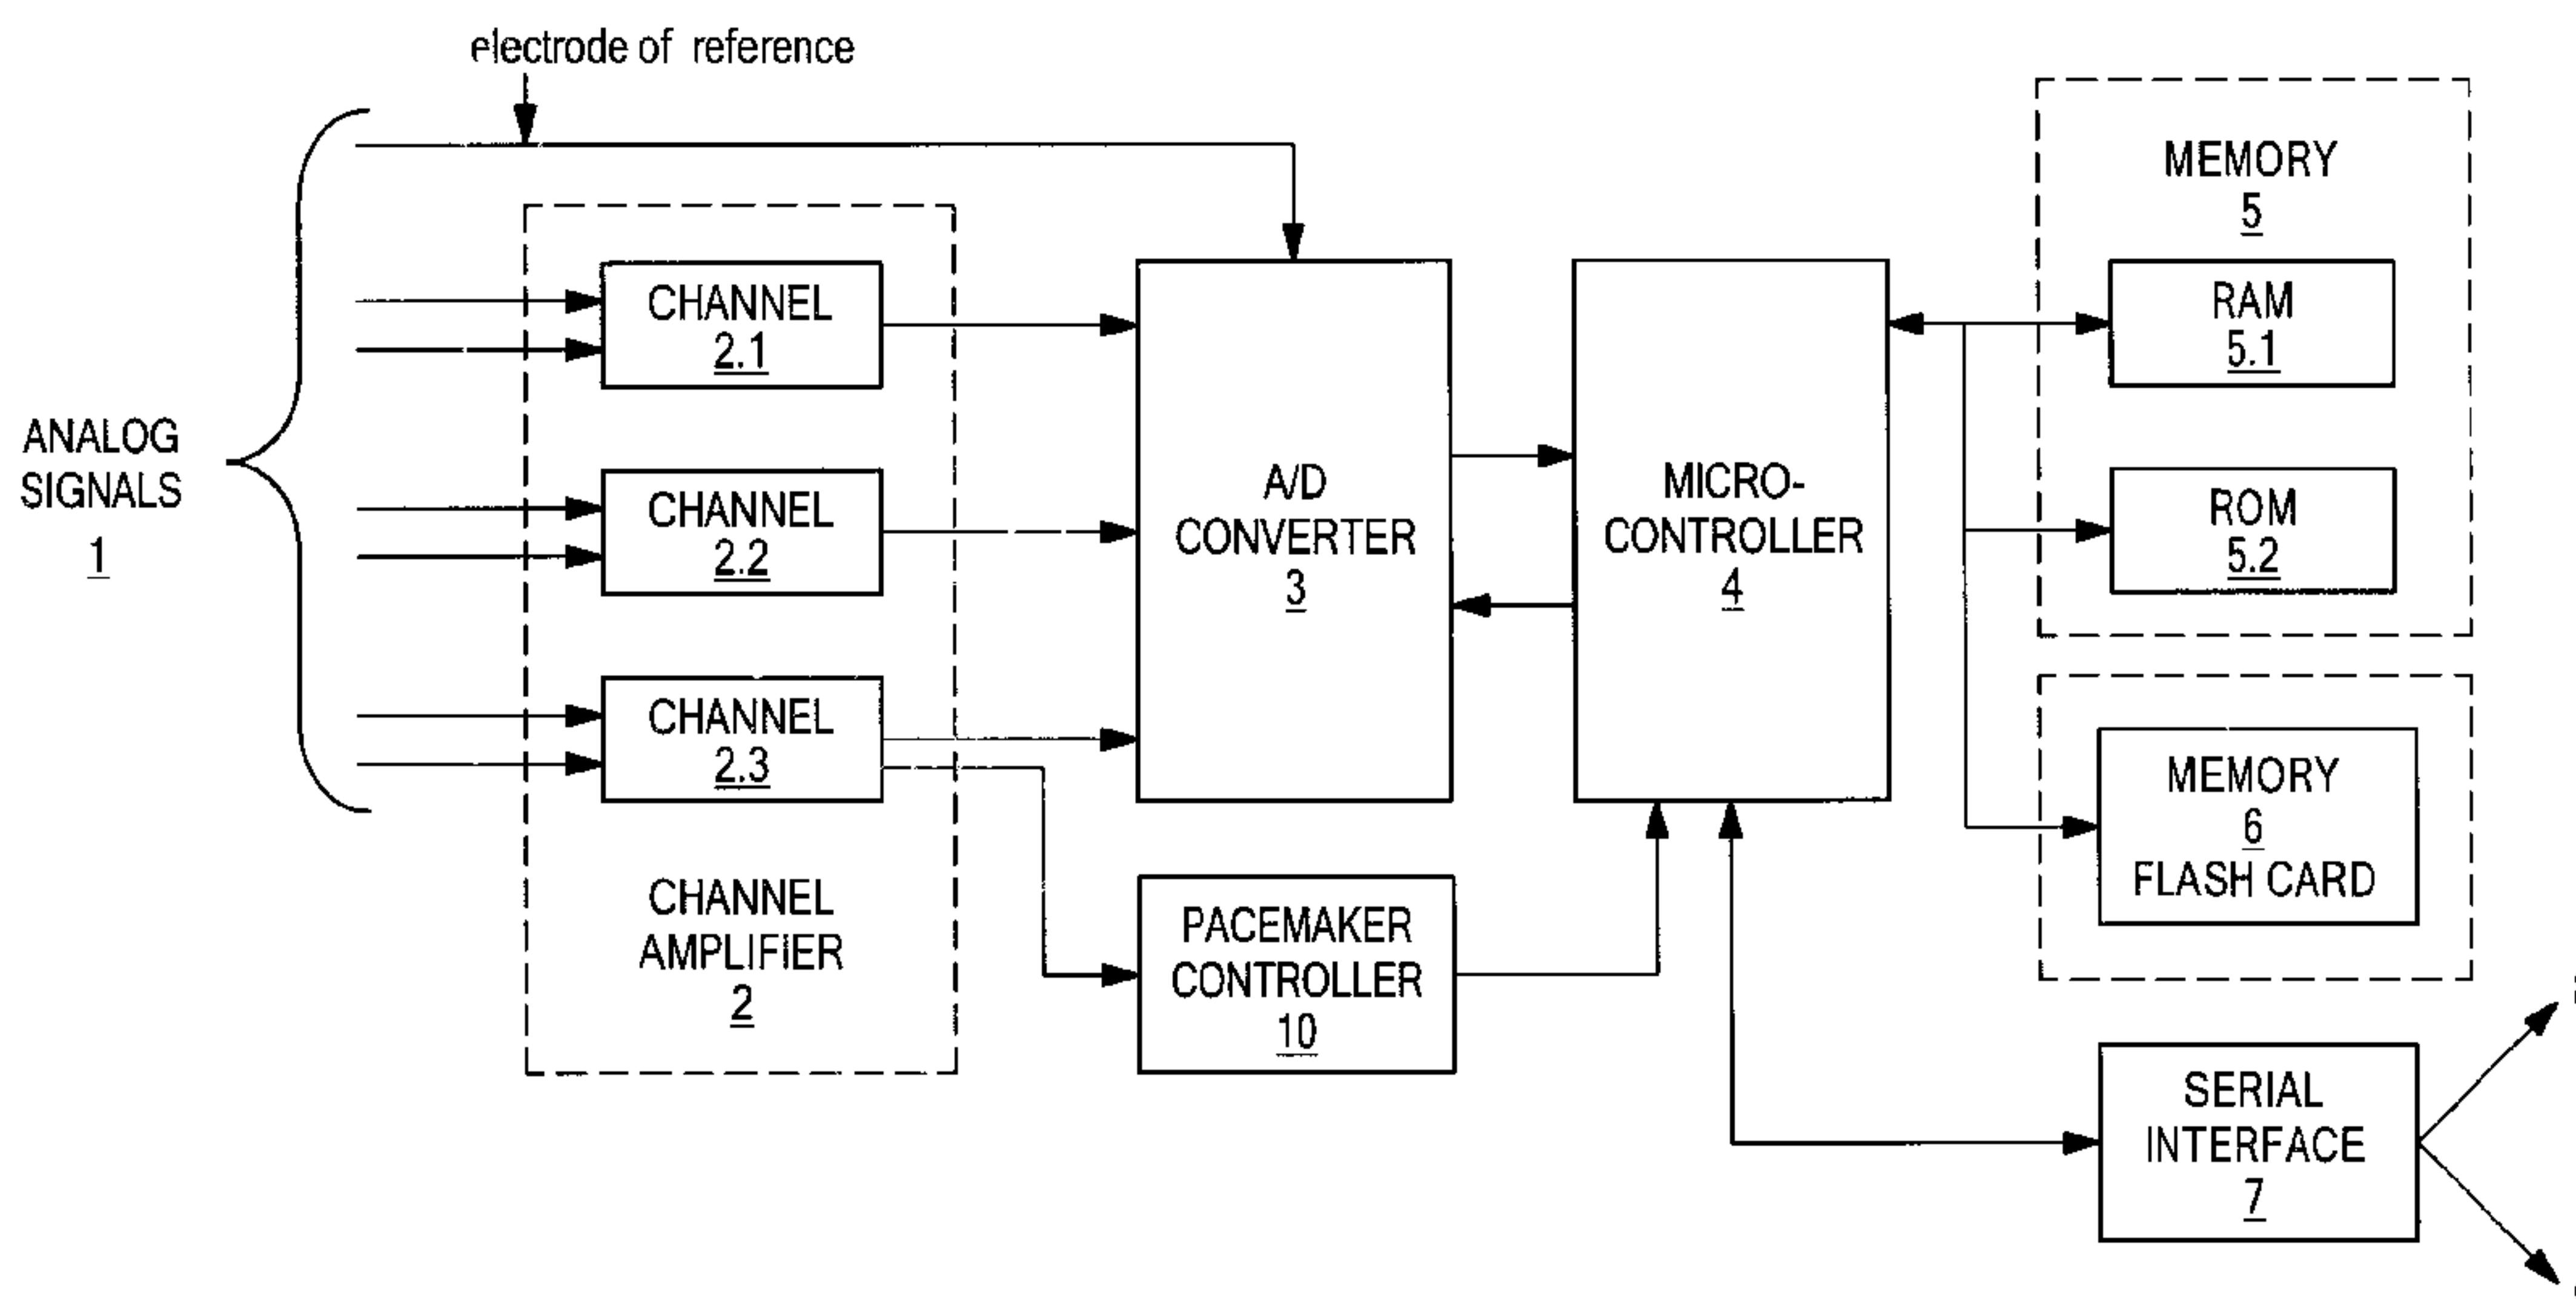 electrode of reference
ANALOG
SIGNALS
1
CHANNEL
2.1
CHANNEL
2.2
CHANNEL
2.3
CHANNEL
AMPLIFIER
2
A/D
CONVERTER
3
PACEMAKER
CONTROLLER
10
MICRO-
CONTROLLER
4
MEMORY
5
RAM
5.1
ROM
5.2
MEMORY
6
FLASH CARD
SERIAL
INTERFACE
7